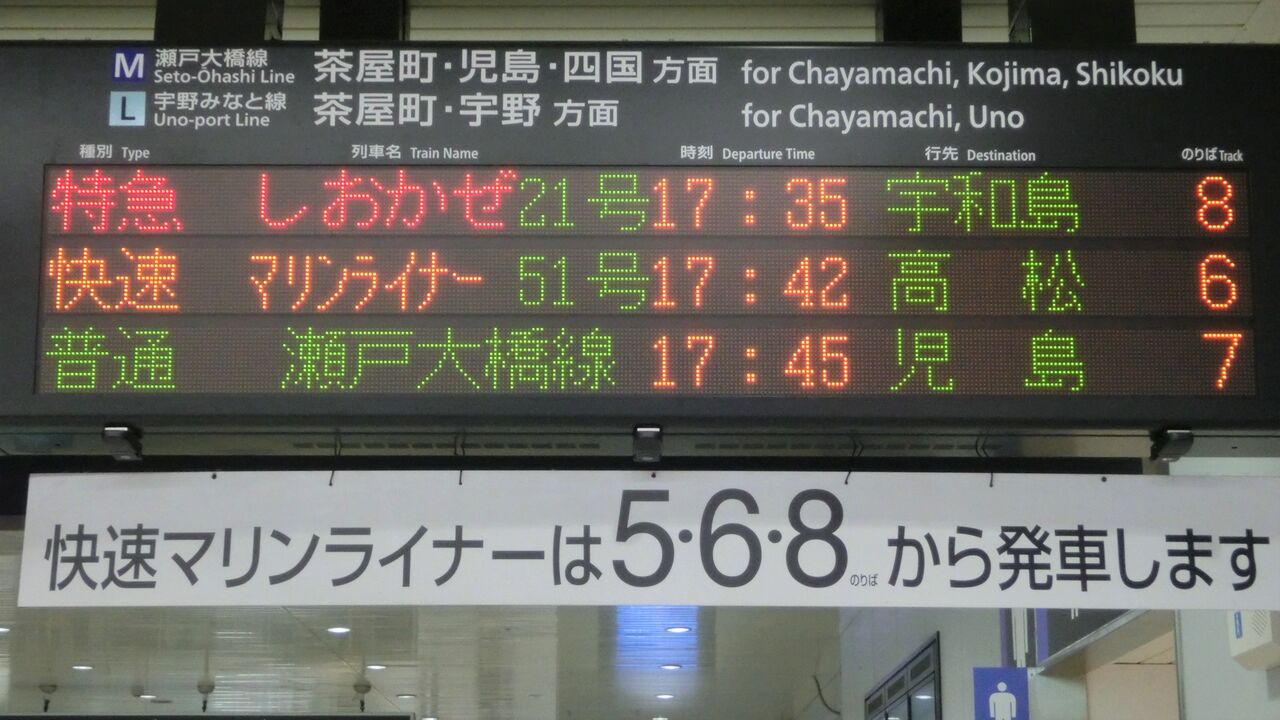 M 瀬戸大橋線 茶屋町・児島・四国 方面 for Chayamachi, Kojima, Shikoku
Seto-Ōhashi Line
L 宇野みなと線 茶屋町・宇野 方面 for Chayamachi, Uno
Uno-port Line
種別 Type 列車名 Train Name 時刻 Departure Time 行先 Destination のりば Track
特急 しおかぜ21号 17:35 宇和島 8
快速 マリンライナー 51号 17:42 高松 6
普通 瀬戸大橋線 17:45 児島 7
快速マリンライナーは5・6・8のりばから発車します